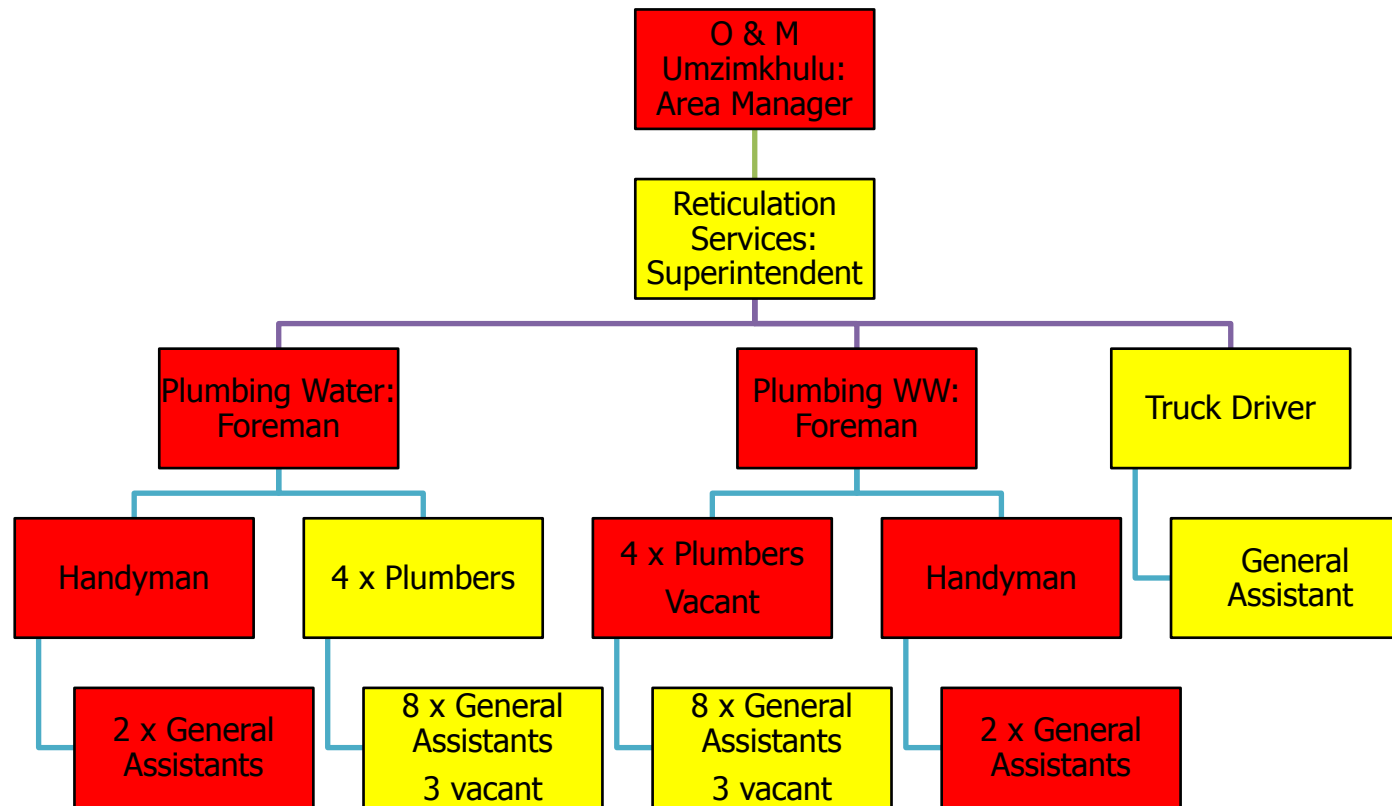 O & M
Umzimkhulu:
Area Manager
Reticulation
Services:
Superintendent
Plumbing Water:
Foreman
Plumbing WW:
Foreman
Truck Driver
Handyman
4 x Plumbers
4 x Plumbers
Vacant
Handyman
General
Assistant
2 x General
Assistants
8 x General
Assistants
3 vacant
8 x General
Assistants
3 vacant
2 x General
Assistants